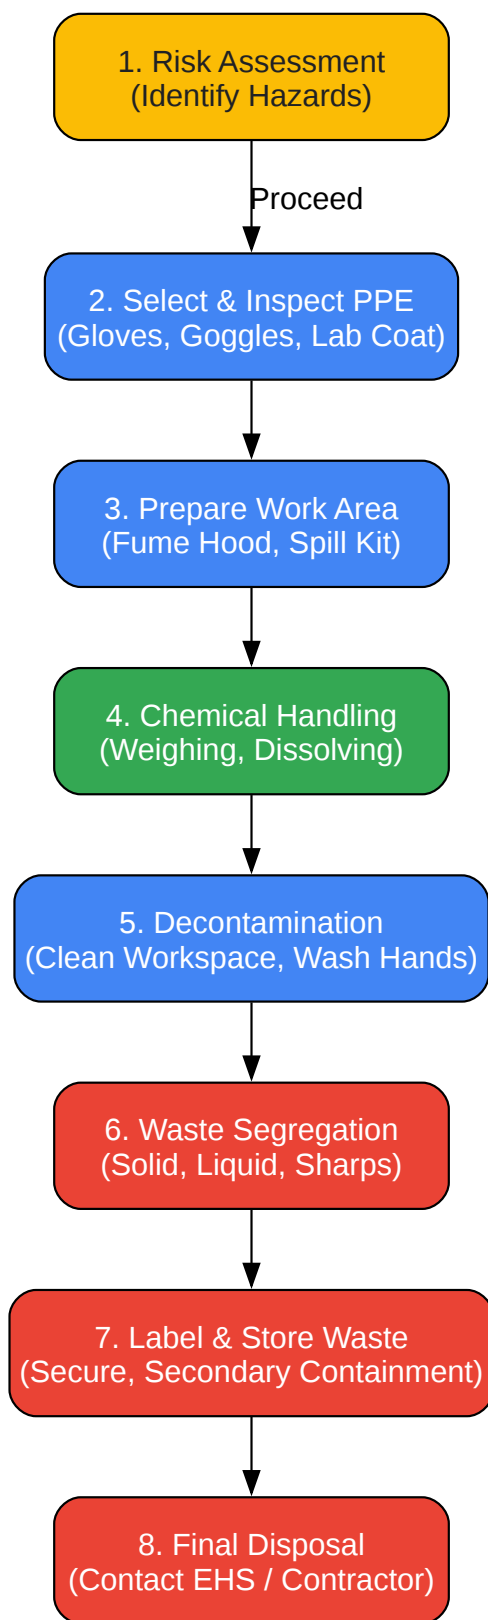 1. Risk Assessment
(Identify Hazards)
Proceed
2. Select & Inspect PPE
(Gloves, Goggles, Lab Coat)
3. Prepare Work Area
(Fume Hood, Spill Kit)
4. Chemical Handling
(Weighing, Dissolving)
5. Decontamination
(Clean Workspace, Wash Hands)
6. Waste Segregation
(Solid, Liquid, Sharps)
7. Label & Store Waste
(Secure, Secondary Containment)
8. Final Disposal
(Contact EHS / Contractor)